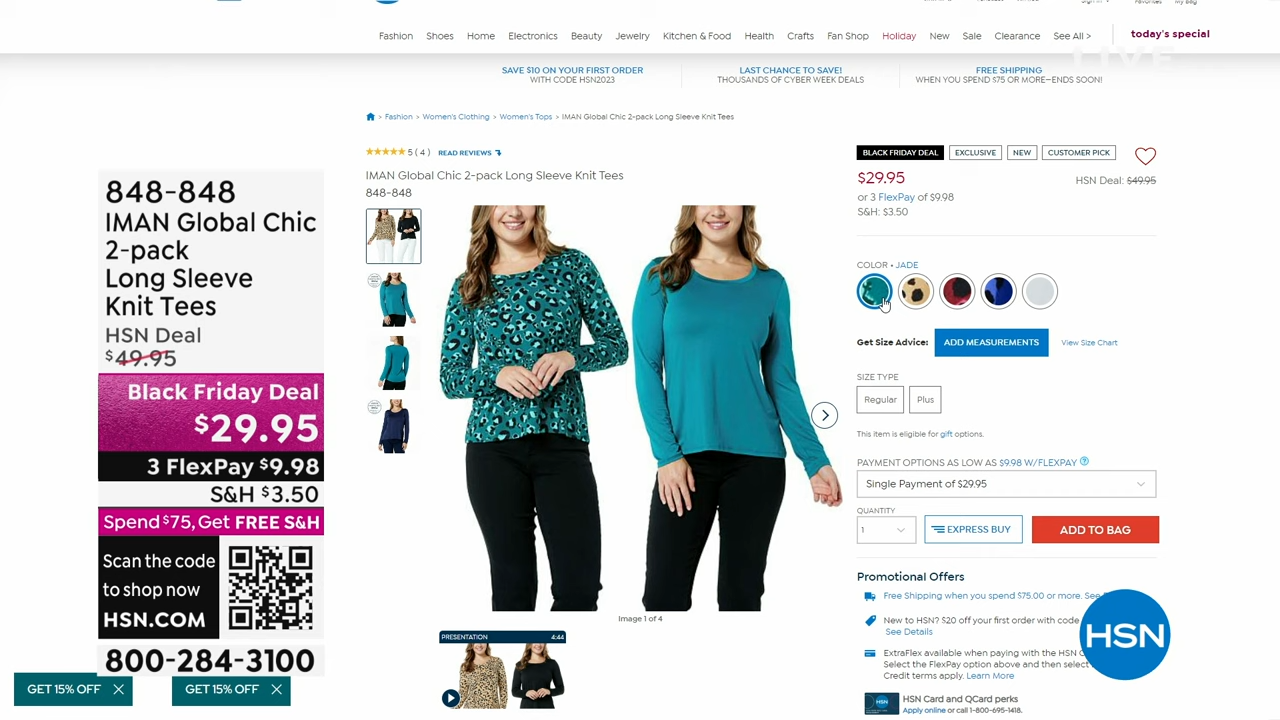 Fashion Shoes Home Electronics Beauty Jewelry Kitchen & Food Health Crafts Fan Shop Holiday New Sale Clearance See All > today's special
LIVE
SAVE $10 ON YOUR FIRST ORDER
WITH CODE HSN2023
LAST CHANCE TO SAVE!
THOUSANDS OF CYBER WEEK DEALS
FREE SHIPPING
WHEN YOU SPEND $75 OR MORE—ENDS SOON!
> Fashion > Women's Clothing > Women's Tops > IMAN Global Chic 2-pack Long Sleeve Knit Tees
5 ( 4 ) READ REVIEWS
IMAN Global Chic 2-pack Long Sleeve Knit Tees
848-848
848-848
IMAN Global Chic
2-pack
Long Sleeve
Knit Tees
HSN Deal
$49.95
Black Friday Deal
$29.95
3 FlexPay $9.98
S&H $3.50
Spend $75, Get FREE S&H
Scan the code
to shop now
HSN.COM
800-284-3100
GET 15% OFF
GET 15% OFF
Image 1 of 4
PRESENTATION 4:44
BLACK FRIDAY DEAL EXCLUSIVE NEW CUSTOMER PICK
$29.95 HSN Deal: $49.95
or 3 FlexPay of $9.98
S&H: $3.50
COLOR • JADE
Get Size Advice: ADD MEASUREMENTS View Size Chart
SIZE TYPE
Regular Plus
This item is eligible for gift options.
PAYMENT OPTIONS AS LOW AS $9.98 W/FLEXPAY
Single Payment of $29.95
QUANTITY
1 EXPRESS BUY ADD TO BAG
Promotional Offers
Free Shipping when you spend $75.00 or more. See
New to HSN? $20 off your first order with code
See Details
ExtraFlex available when paying with the HSN
Select the FlexPay option above and then select
Credit terms apply. Learn More
HSN
HSN Card and QCard perks
Apply online or call 1-800-695-1418.